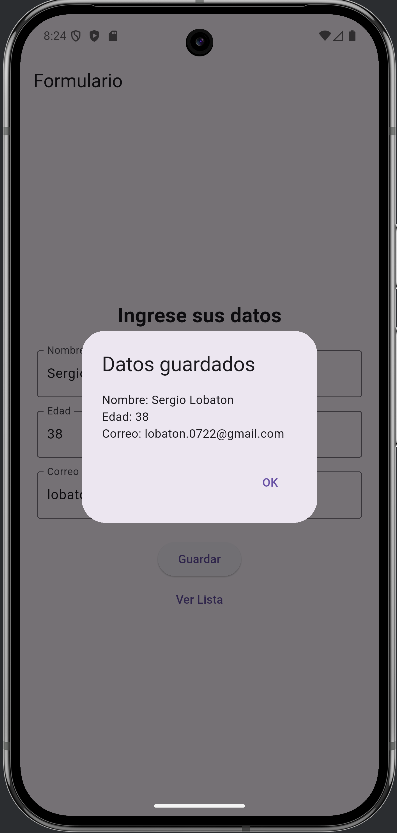 8:24
Formulario
Ingrese sus datos
Nombre
Sergio
Datos guardados
Nombre: Sergio Lobaton
Edad: 38
Correo: lobaton.0722@gmail.com
OK
Edad
38
Correo
lobato
Guardar
Ver Lista